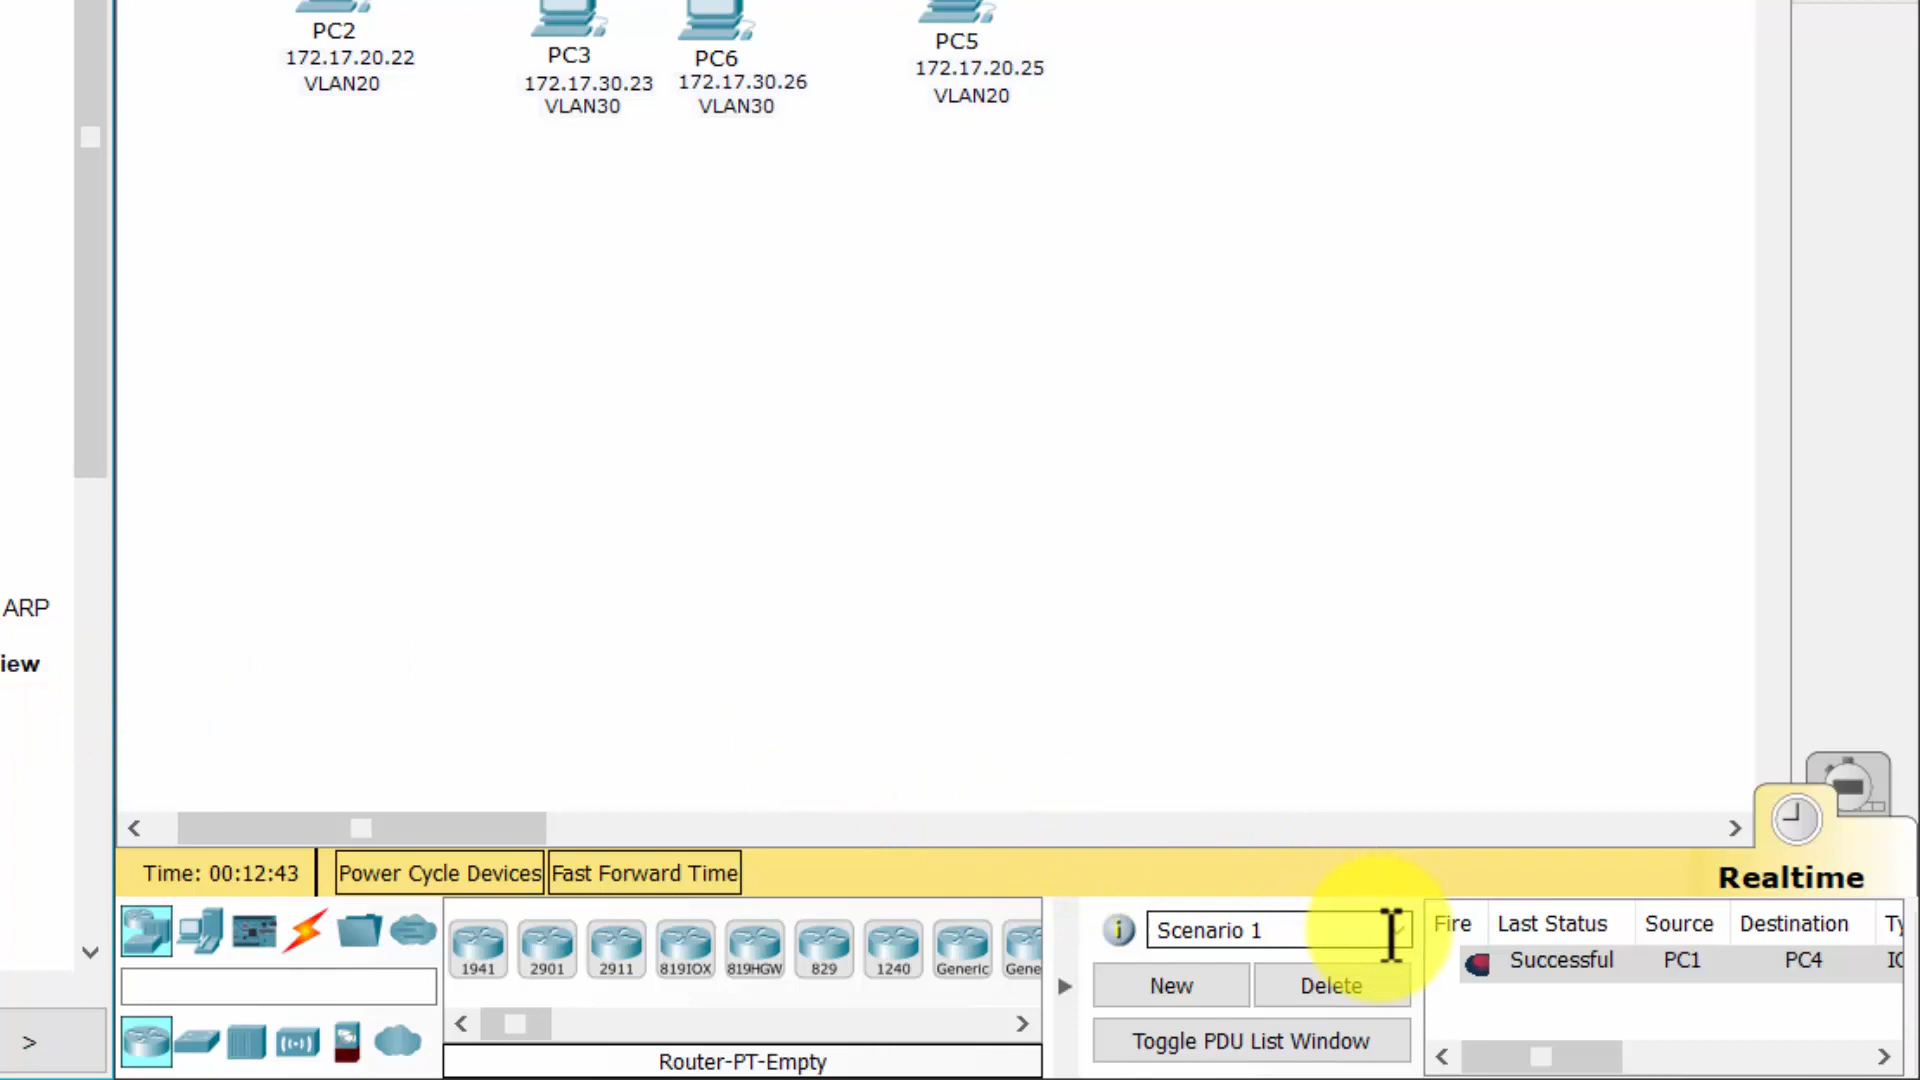 PC2
172.17.20.22
VLAN20
PC3
172.17.30.23
VLAN30
PC6
172.17.30.26
VLAN30
PC5
172.17.20.25
VLAN20
ARP
iew
>
Time: 00:12:43
Power Cycle Devices
Fast Forward Time
Realtime
1941
2901
2911
819IOX
819HGW
829
1240
Generic
Gene
Router-PT-Empty
Scenario 1
New
Delete
Toggle PDU List Window
Fire Last Status Source Destination Ty
Successful PC1 PC4 IC